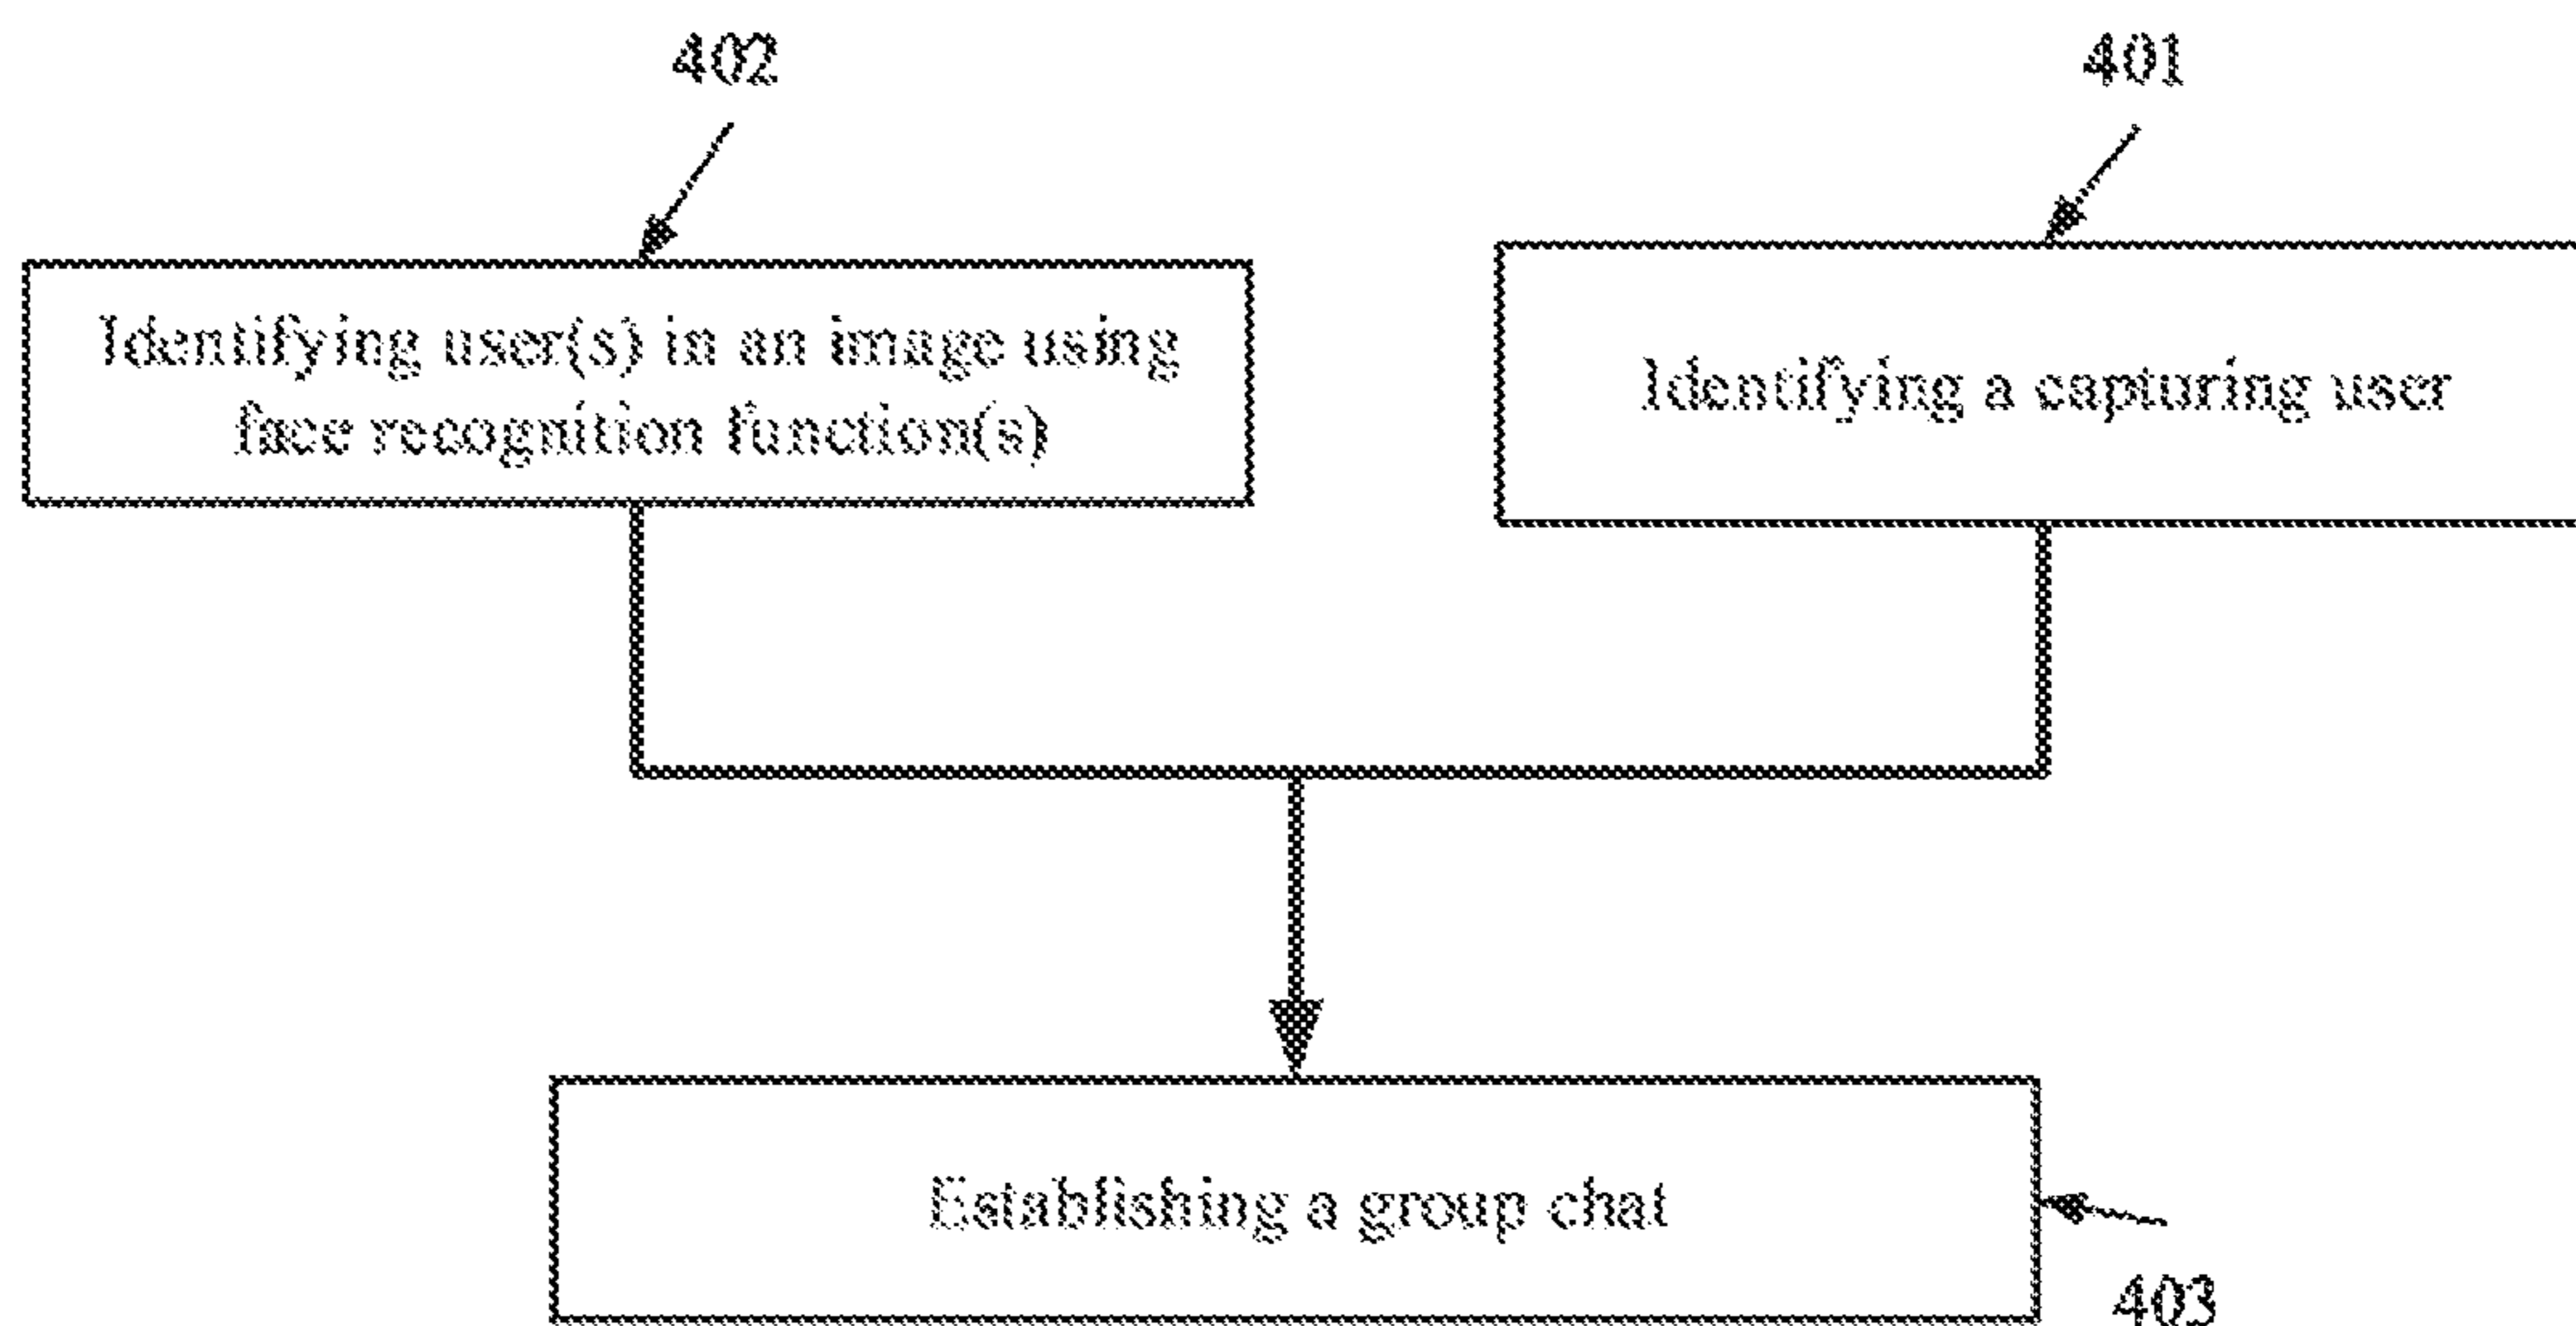 402
401
Identifying user(s) in an image using
face recognition function(s)
Identifying a capturing user
Establishing a group chat
403